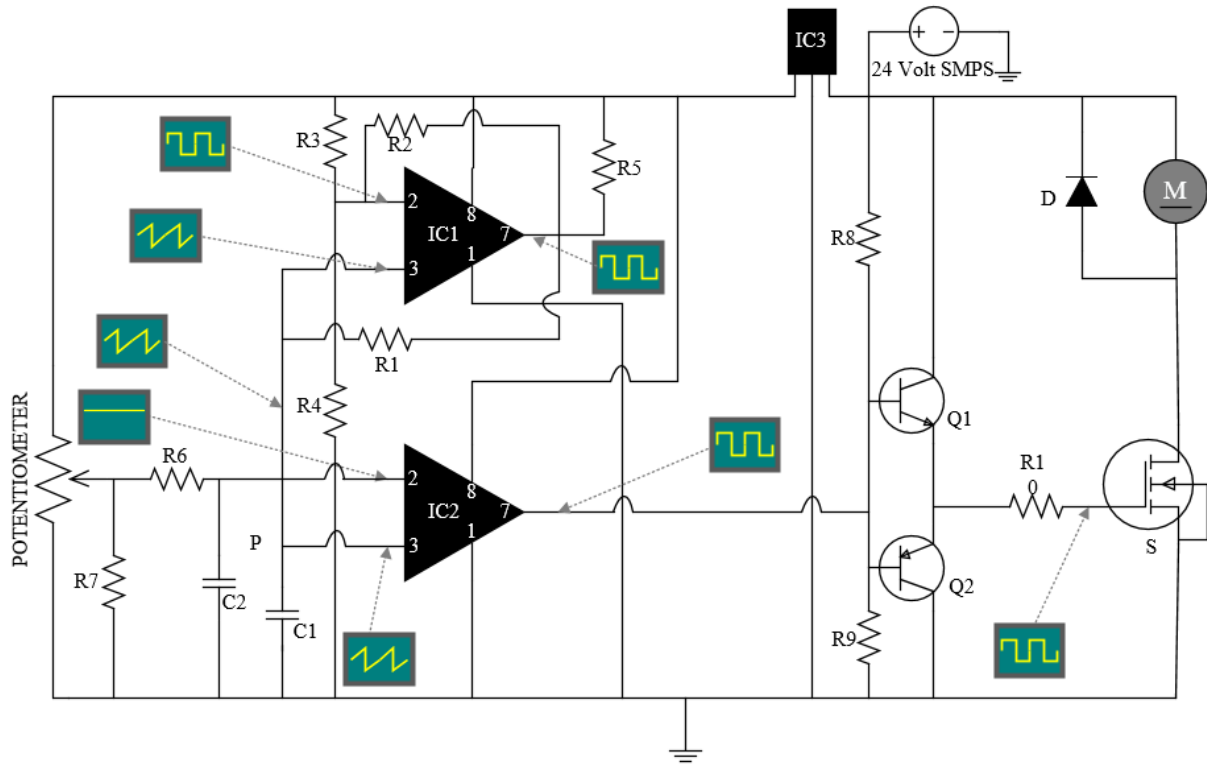 IC3
24 Volt SMPS
R3
R2
R5
2
8
IC1
7
3
1
R8
D
M
R1
R4
Q1
POTENTIOMETER
R6
2
8
IC2
7
3
1
R1
0
P
S
R7
C2
C1
Q2
R9